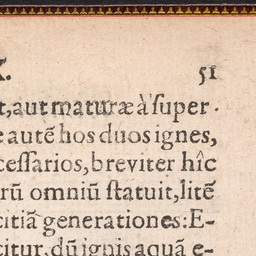 X. 51
t, aut maturæ à super.
e autē hos duos ignes,
cessarios, breviter hîc
rū omniū statuit, litē
citiā generationes: E-
citur, dū ignis aquā e-